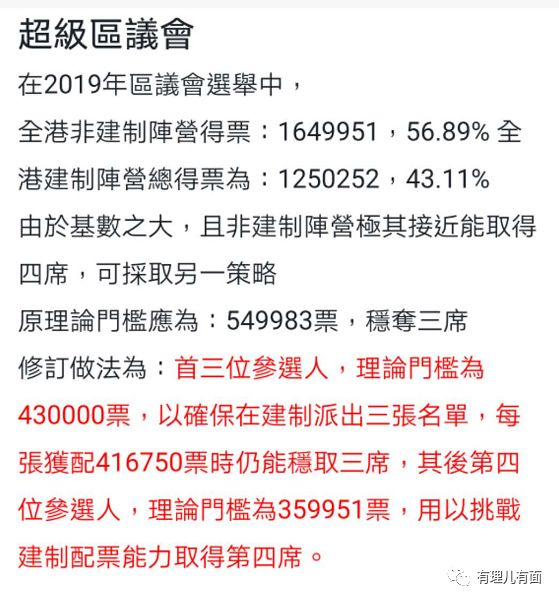 超級區議會
在2019年區議會選舉中，
全港非建制陣營得票：1649951，56.89% 全
港建制陣營總得票為：1250252，43.11%
由於基數之大，且非建制陣營極其接近能取得
四席，可採取另一策略
原理論門檻應為：549983票，穩奪三席
修訂做法為：首三位參選人，理論門檻為
430000票，以確保在建制派出三張名單，每
張獲配416750票時仍能穩取三席，其後第四
位參選人，理論門檻為359951票，用以挑戰
建制配票能力取得第四席。
有理儿有面